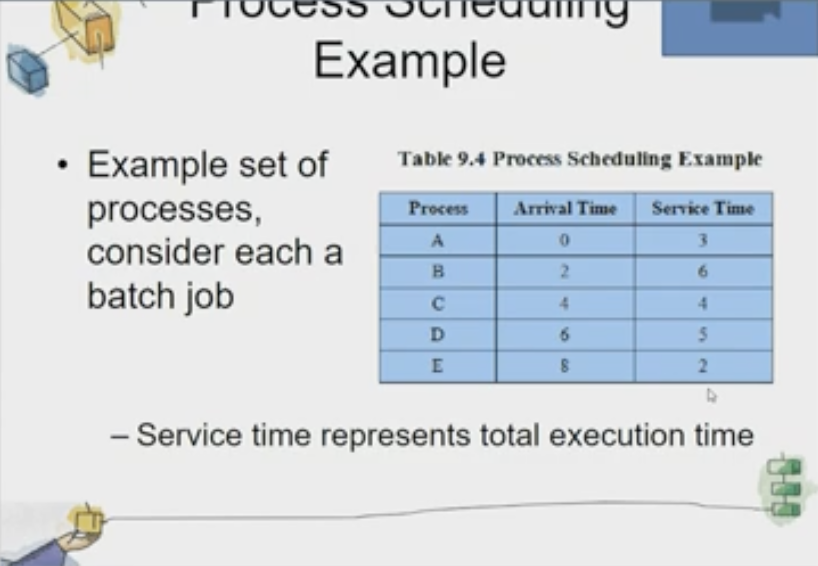 Process Scheduling
Example
• Example set of
processes,
consider each a
batch job
Table 9.4 Process Scheduling Example
Process Arrival Time Service Time
A 0 3
B 2 6
C 4 4
D 6 5
E 8 2
– Service time represents total execution time